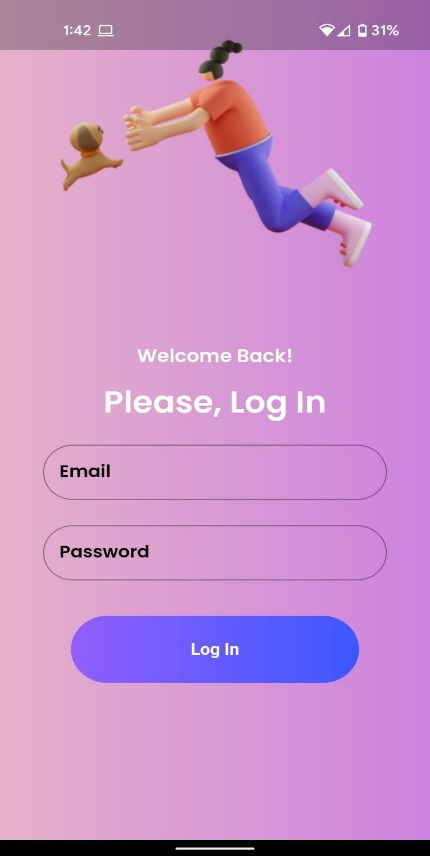 1:42
31%
Welcome Back!
Please, Log In
Email
Password
Log In